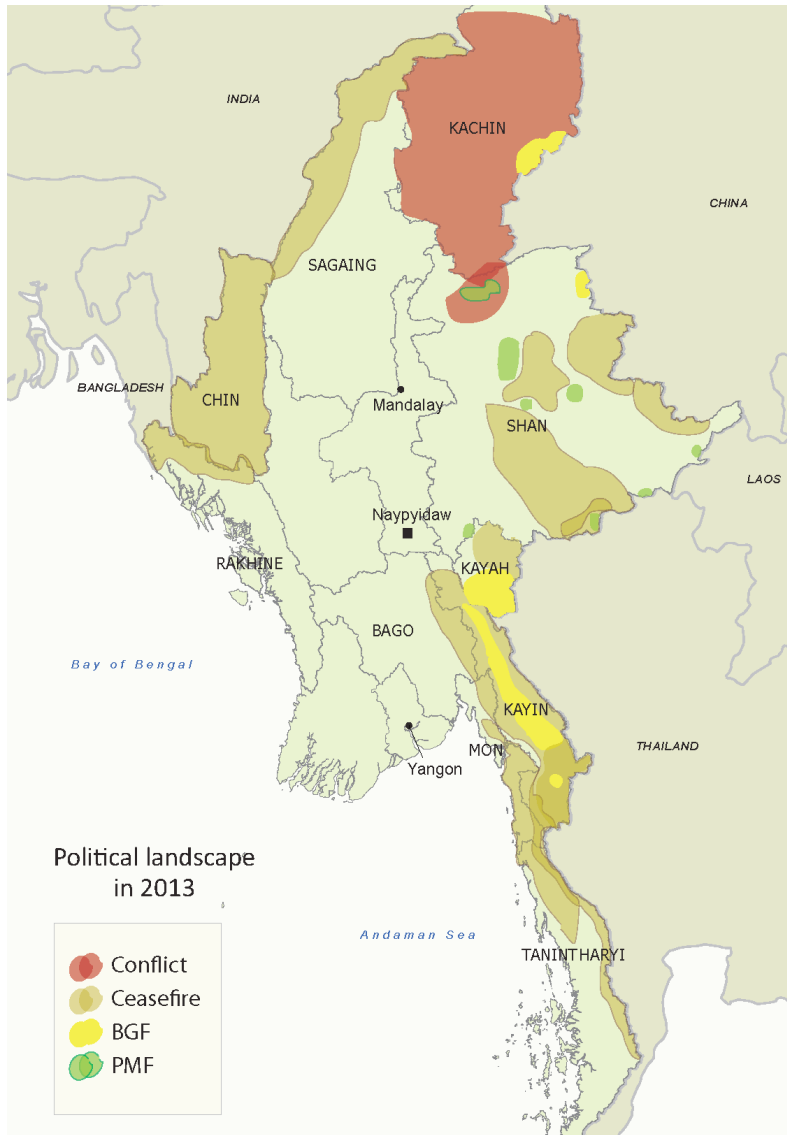 KACHIN
INDIA
CHINA
SAGAING
BANGLADESH
CHIN
Mandalay
SHAN
LAOS
Naypyidaw
RAKHINE
KAYAH
BAGO
Bay of Bengal
KAYIN
MON
THAILAND
Yangon
Political landscape
in 2013
Andaman Sea
TANINTHARYI
Conflict
Ceasefire
BGF
PMF